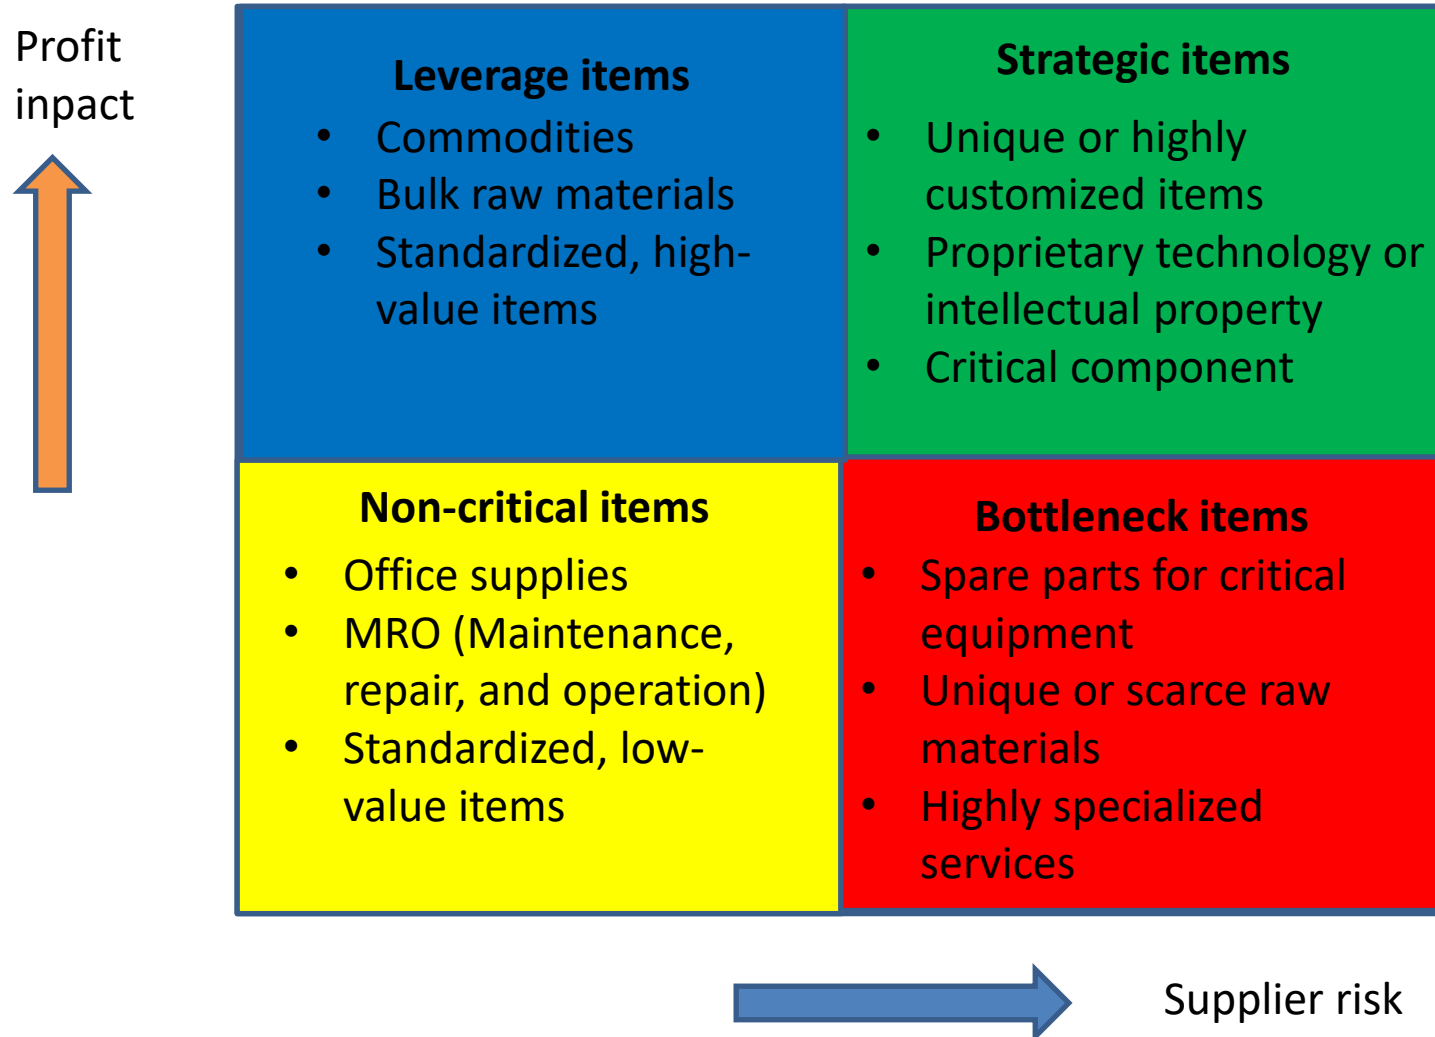 Profit
inpact
Leverage items
• Commodities
• Bulk raw materials
• Standardized, high-
value items
Strategic items
• Unique or highly
customized items
• Proprietary technology or
intellectual property
• Critical component
Non-critical items
• Office supplies
• MRO (Maintenance,
repair, and operation)
• Standardized, low-
value items
Bottleneck items
• Spare parts for critical
equipment
• Unique or scarce raw
materials
• Highly specialized
services
Supplier risk